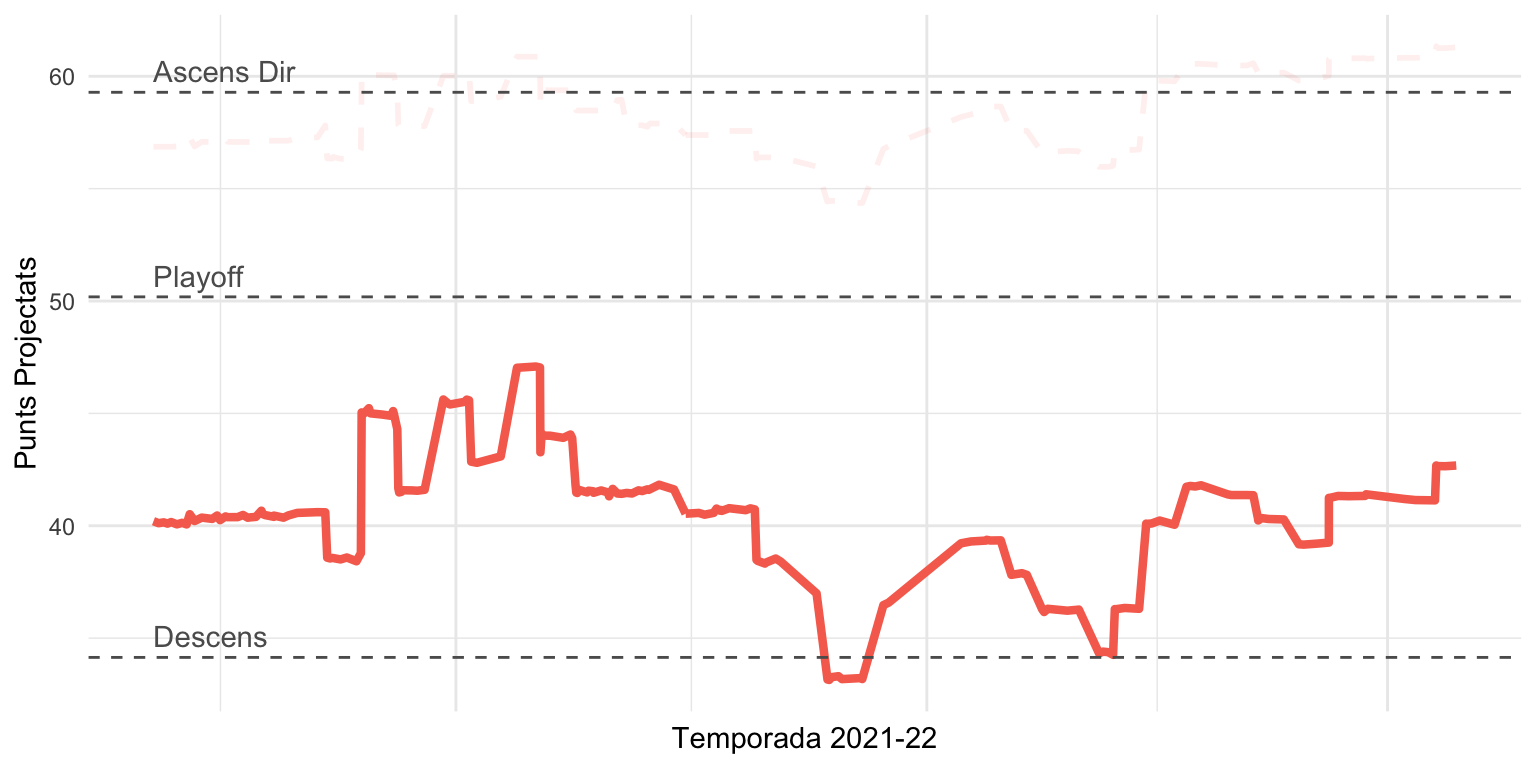 60
Ascens Dir
Playoff
50
40
Descens
Punts Projectats
Temporada 2021-22